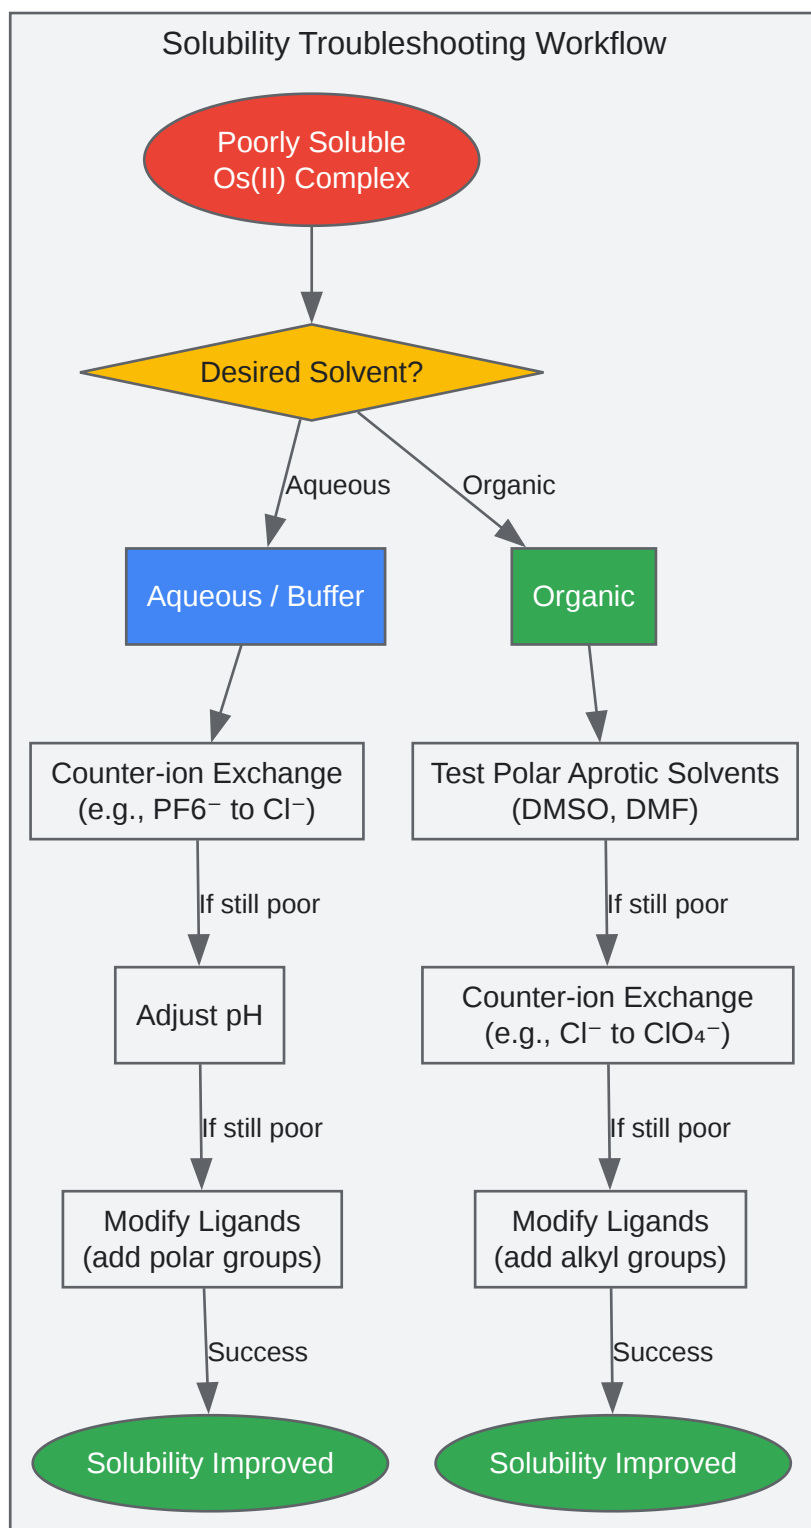 Solubility Troubleshooting Workflow
Poorly Soluble
Os(II) Complex
Desired Solvent?
Aqueous
Organic
Aqueous / Buffer
Organic
Counter-ion Exchange
(e.g., PF6⁻ to Cl⁻)
Test Polar Aprotic Solvents
(DMSO, DMF)
If still poor
If still poor
Adjust pH
Counter-ion Exchange
(e.g., Cl⁻ to ClO₄⁻)
If still poor
If still poor
Modify Ligands
(add polar groups)
Modify Ligands
(add alkyl groups)
Success
Success
Solubility Improved
Solubility Improved